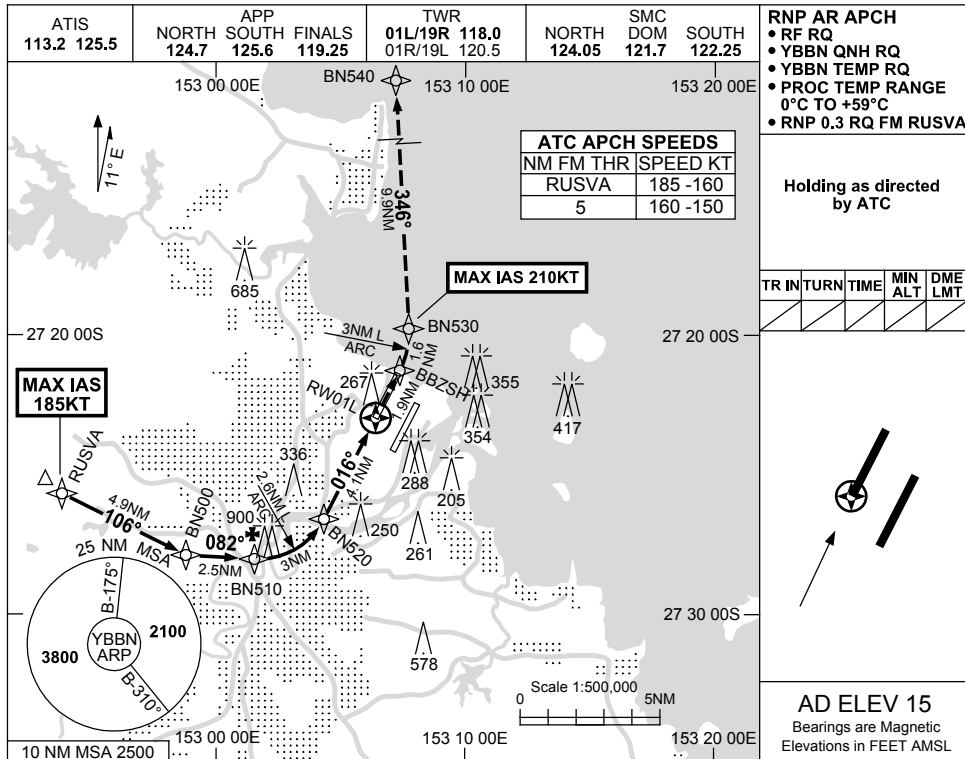 ATIS
113.2 125.5
APP
NORTH SOUTH FINALS
124.7 125.6 119.25
TWR
01L/19R 118.0
01R/19L 120.5
SMC
NORTH DOM SOUTH
124.05 121.7 122.25
RNP AR APCH
• RF RQ
• YBBN QNH RQ
• YBBN TEMP RQ
• PROC TEMP RANGE
0°C TO +59°C
• RNP 0.3 RQ FM RUSVA
153 00 00E
BN540
153 10 00E
153 20 00E
11° E
ATC APCH SPEEDS
NM FM THR SPEED KT
RUSVA 185 -160
5 160 -150
Holding as directed
by ATC
346°
9.9NM
685
MAX IAS 210KT
TR IN TURN TIME MIN ALT DME LMT
27 20 00S
BN530
3NM L
ARC
1.6
NM
BBZSH
267
RW01L
1.9NM
355
354
417
MAX IAS
185KT
RUSVA
336
016°
4.1NM
288
205
4.9NM
106°
BN500
2.6NM L
ARC
900
082°
250
261
BN520
2.5NM
3NM
BN510
25 NM MSA
B-175°
2100
YBBN
ARP
3800
B-310°
27 30 00S
578
Scale 1:500,000
0 5NM
AD ELEV 15
Bearings are Magnetic
Elevations in FEET AMSL
10 NM MSA 2500
153 00 00E
153 10 00E
153 20 00E